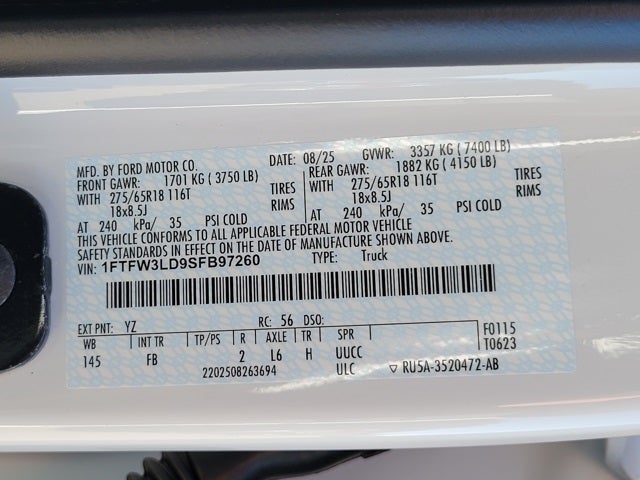 MFD. BY FORD MOTOR CO. DATE: 08/25 GVWR: 3357 KG ( 7400 LB)
FRONT GAWR: 1701 KG ( 3750 LB) REAR GAWR: 1882 KG ( 4150 LB)
WITH 275/65R18 116T TIRES WITH 275/65R18 116T TIRES
18x8.5J RIMS 18x8.5J RIMS
AT 240 kPa/ 35 PSI COLD AT 240 kPa/ 35 PSI COLD
THIS VEHICLE CONFORMS TO ALL APPLICABLE FEDERAL MOTOR VEHICLE
SAFETY STANDARDS IN EFFECT ON THE DATE OF MANUFACTURE SHOWN ABOVE.
VIN: 1FTFW3LD9SFB97260 TYPE: Truck
EXT PNT: YZ RC: 56 DSO: F0115
WB INT TR TP/PS R AXLE TR SPR T0623
145 FB 2 L6 H UUCC
2202508263694 ULC ▽ RU5A-3520472-AB